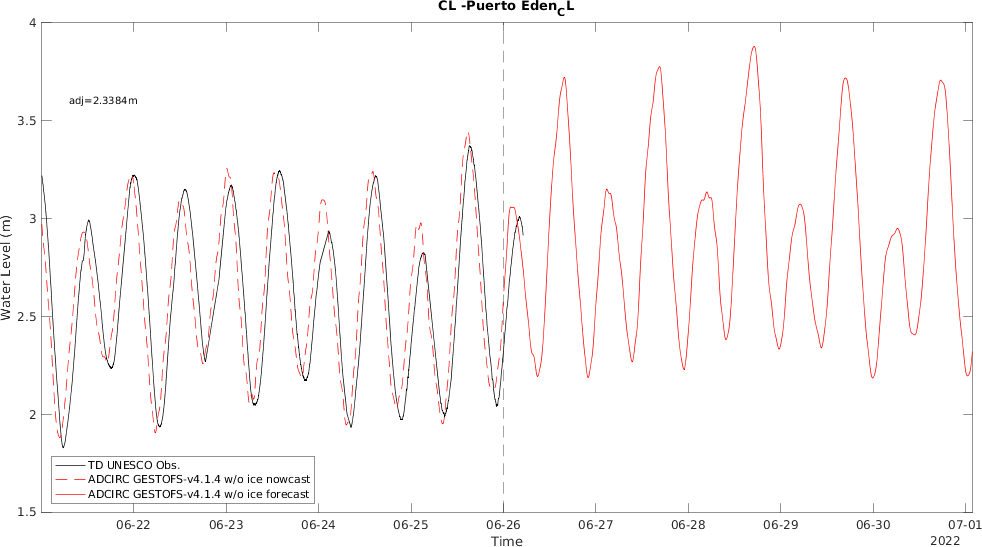 CL -Puerto Eden_CL
4
adj=2.3384m
3.5
3
Water Level (m)
2.5
2
TD UNESCO Obs.
ADCIRC GESTOFS-v4.1.4 w/o ice nowcast
ADCIRC GESTOFS-v4.1.4 w/o ice forecast
1.5
06-22 06-23 06-24 06-25 06-26 06-27 06-28 06-29 06-30 07-01
Time 2022